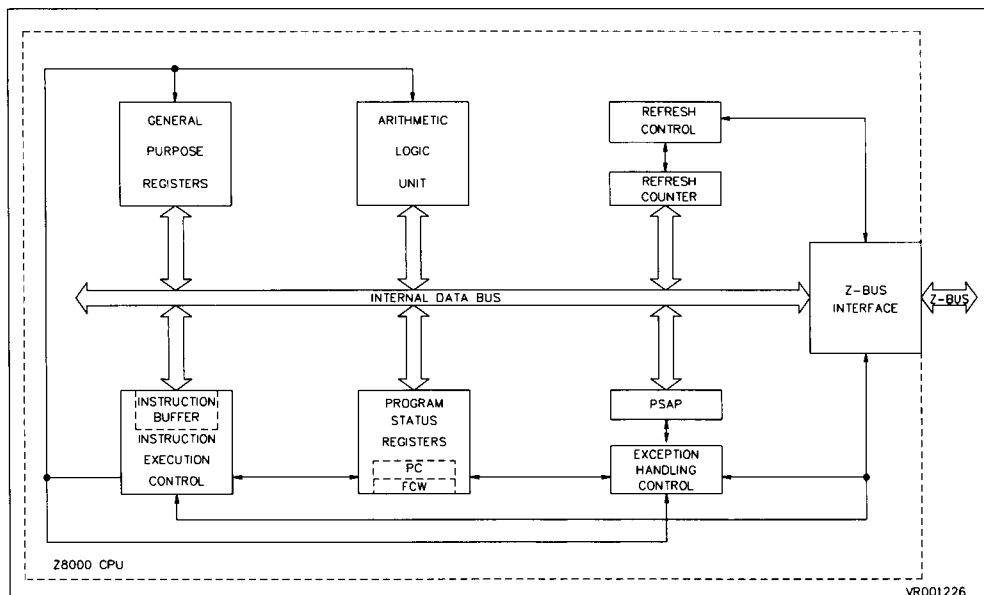 GENERAL
PURPOSE
REGISTERS
ARITHMETIC
LOGIC
UNIT
REFRESH
CONTROL
REFRESH
COUNTER
INTERNAL DATA BUS
Z-BUS
INTERFACE
Z-BUS
INSTRUCTION
BUFFER
INSTRUCTION
EXECUTION
CONTROL
PROGRAM
STATUS
REGISTERS
PC
FCW
PSAP
EXCEPTION
HANDLING
CONTROL
Z8000 CPU
VR001226